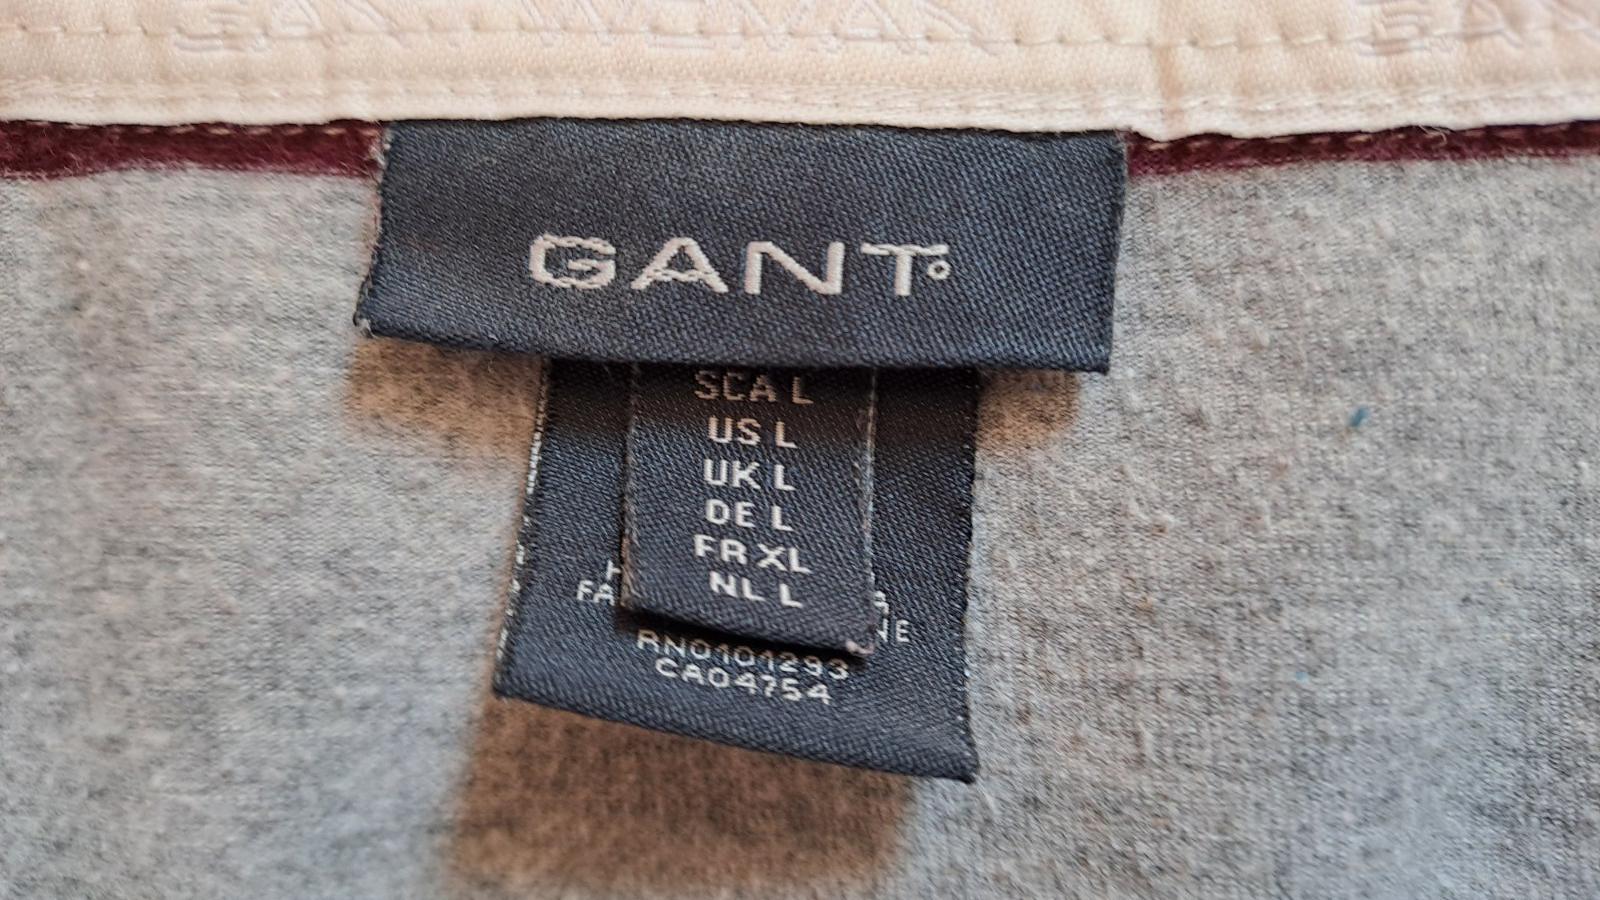 GANT
SCA L
US L
UK L
DE L
FR XL
NL L
RN0101293
CA04754